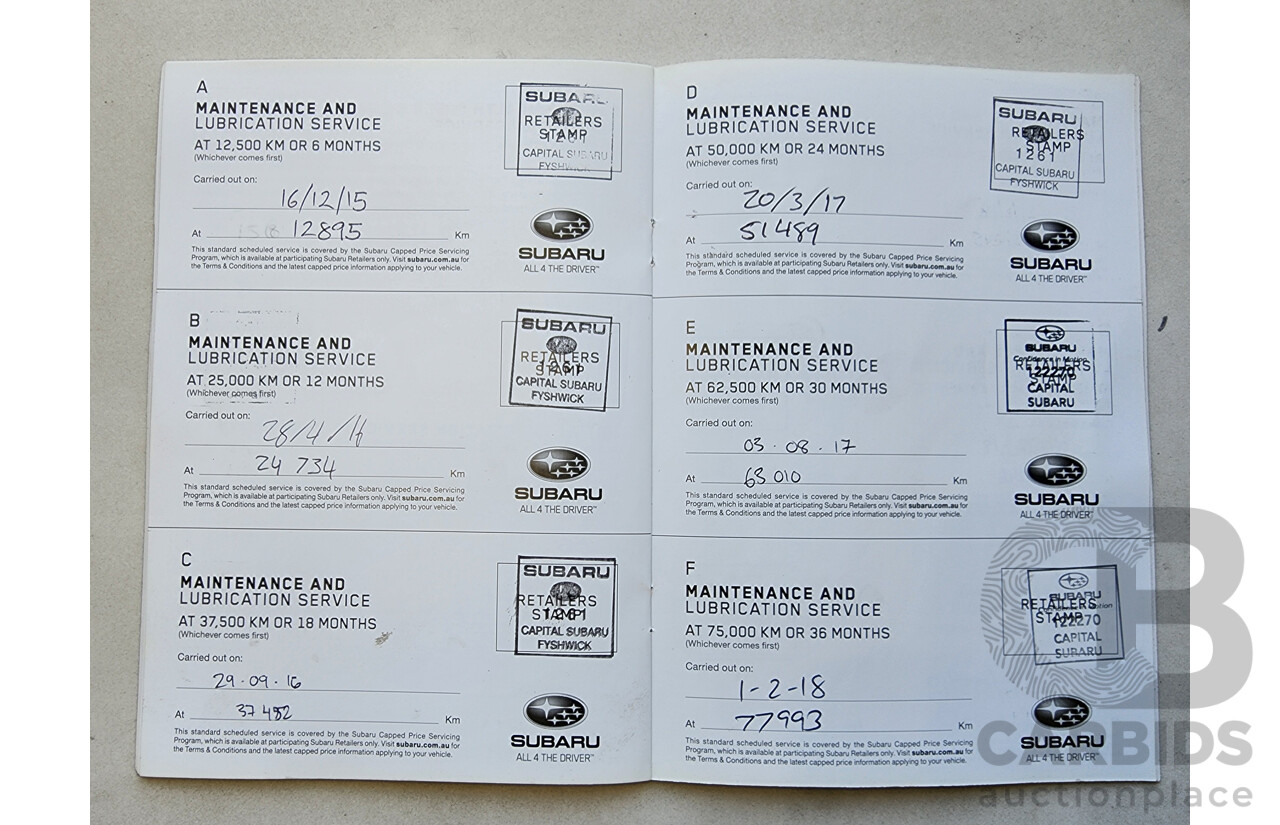 A
MAINTENANCE AND
LUBRICATION SERVICE
AT 12,500 KM OR 6 MONTHS
(Whichever comes first)
Carried out on:
16/12/15
At 12895 Km
This standard scheduled service is covered by the Subaru Capped Price Servicing
Program, which is available at participating Subaru Retailers only. Visit subaru.com.au for
the Terms & Conditions and the latest capped price information applying to your vehicle.
SUBARU
RETAILERS
STAMP
1261
CAPITAL SUBARU
FYSHWICK
SUBARU
ALL 4 THE DRIVER™
B
MAINTENANCE AND
LUBRICATION SERVICE
AT 25,000 KM OR 12 MONTHS
(Whichever comes first)
Carried out on:
28/4/16
At 24 734 Km
This standard scheduled service is covered by the Subaru Capped Price Servicing
Program, which is available at participating Subaru Retailers only. Visit subaru.com.au for
the Terms & Conditions and the latest capped price information applying to your vehicle.
SUBARU
RETAILERS
STAMP
1261
CAPITAL SUBARU
FYSHWICK
SUBARU
ALL 4 THE DRIVER™
C
MAINTENANCE AND
LUBRICATION SERVICE
AT 37,500 KM OR 18 MONTHS
(Whichever comes first)
Carried out on:
29.09.16
At 37 482 Km
This standard scheduled service is covered by the Subaru Capped Price Servicing
Program, which is available at participating Subaru Retailers only. Visit subaru.com.au for
the Terms & Conditions and the latest capped price information applying to your vehicle.
SUBARU
RETAILERS
STAMP
1261
CAPITAL SUBARU
FYSHWICK
SUBARU
ALL 4 THE DRIVER™
D
MAINTENANCE AND
LUBRICATION SERVICE
AT 50,000 KM OR 24 MONTHS
(Whichever comes first)
Carried out on:
20/3/17
At 51489 Km
This standard scheduled service is covered by the Subaru Capped Price Servicing
Program, which is available at participating Subaru Retailers only. Visit subaru.com.au for
the Terms & Conditions and the latest capped price information applying to your vehicle.
SUBARU
RETAILERS
STAMP
1261
CAPITAL SUBARU
FYSHWICK
SUBARU
ALL 4 THE DRIVER™
E
MAINTENANCE AND
LUBRICATION SERVICE
AT 62,500 KM OR 30 MONTHS
(Whichever comes first)
Carried out on:
03.08.17
At 63 010 Km
This standard scheduled service is covered by the Subaru Capped Price Servicing
Program, which is available at participating Subaru Retailers only. Visit subaru.com.au for
the Terms & Conditions and the latest capped price information applying to your vehicle.
SUBARU
Confidence in Motion
RETAILERS
STAMP
122270
CAPITAL
SUBARU
SUBARU
ALL 4 THE DRIVER™
F
MAINTENANCE AND
LUBRICATION SERVICE
AT 75,000 KM OR 36 MONTHS
(Whichever comes first)
Carried out on:
1-2-18
At 77993 Km
This standard scheduled service is covered by the Subaru Capped Price Servicing
Program, which is available at participating Subaru Retailers only. Visit subaru.com.au for
the Terms & Conditions and the latest capped price information applying to your vehicle.
SUBARU
RETAILERS
STAMP
122270
CAPITAL
SUBARU
SUBARU
ALL 4 THE DRIVER™
CARBIDS
auctionplace